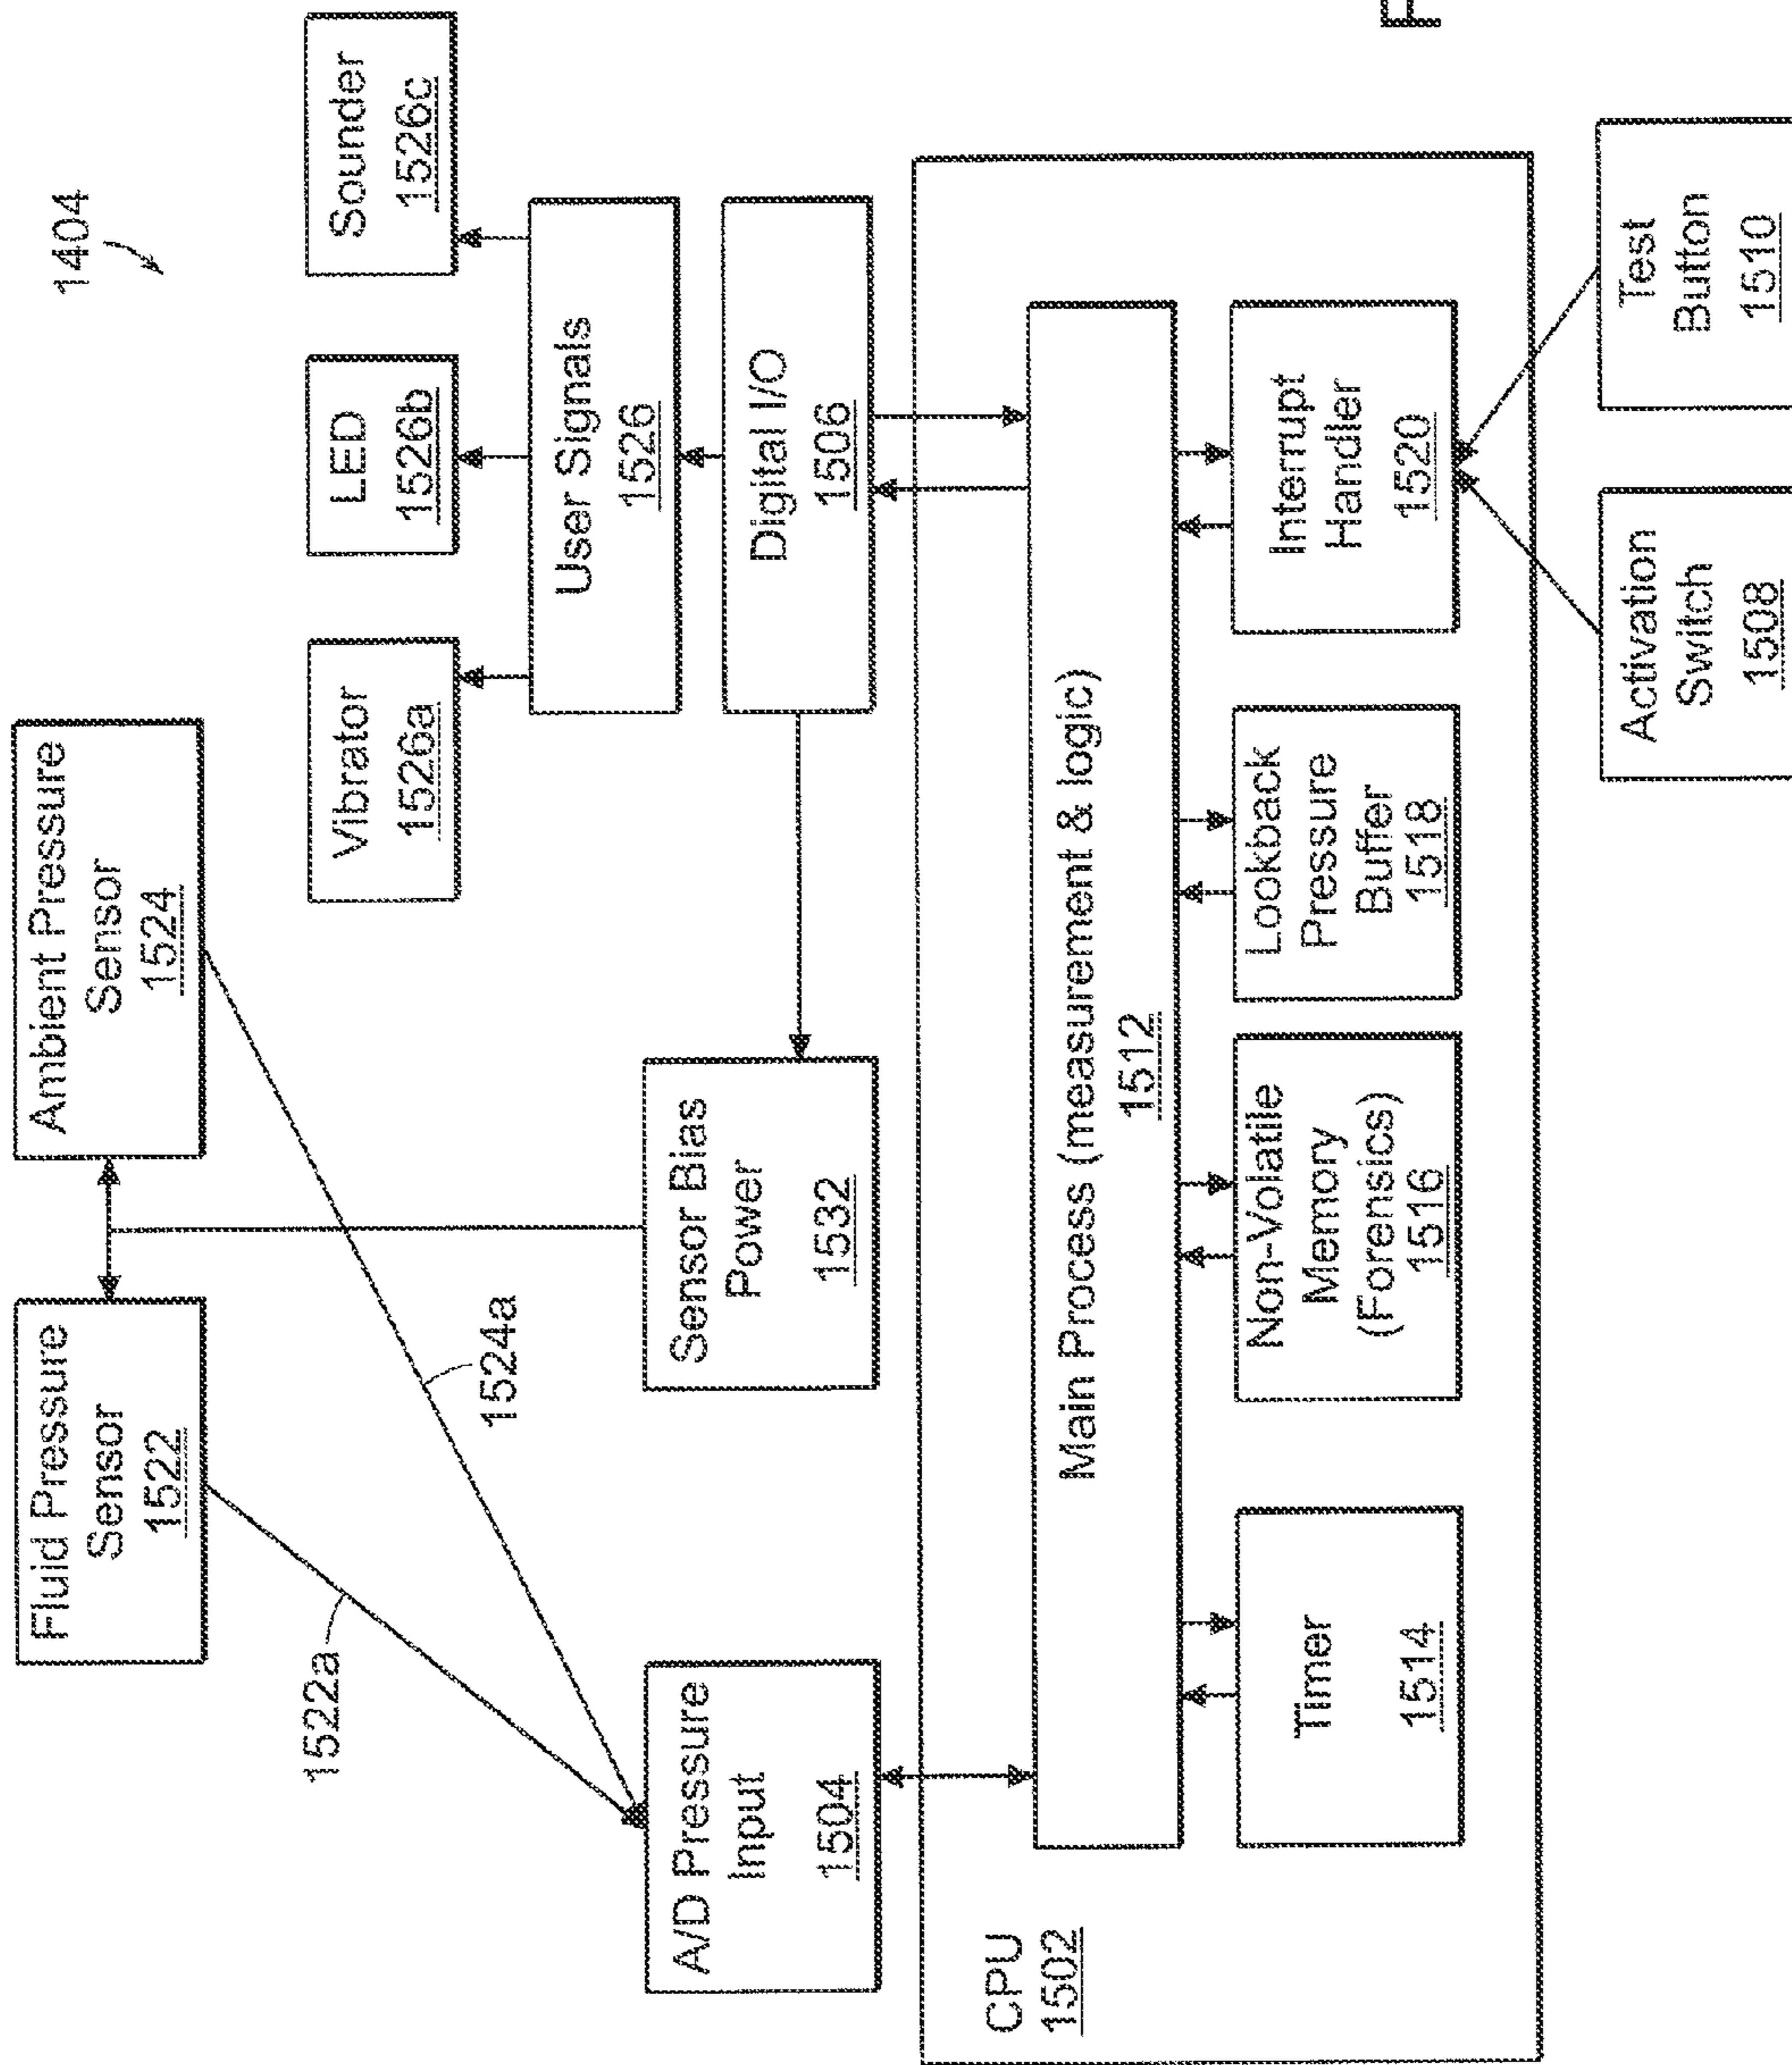 1404
Fluid Pressure
Sensor
1522
Ambient Pressure
Sensor
1524
1522a
1524a
Vibrator
1526a
LED
1526b
Sounder
1526c
User Signals
1526
A/D Pressure
Input
1504
Sensor Bias
Power
1532
Digital I/O
1506
CPU
1502
Main Process (measurement & logic)
1512
Timer
1514
Non-Volatile
Memory
(Forensics)
1516
Lookback
Pressure
Buffer
1518
Interrupt
Handler
1520
Activation
Switch
1508
Test
Button
1510